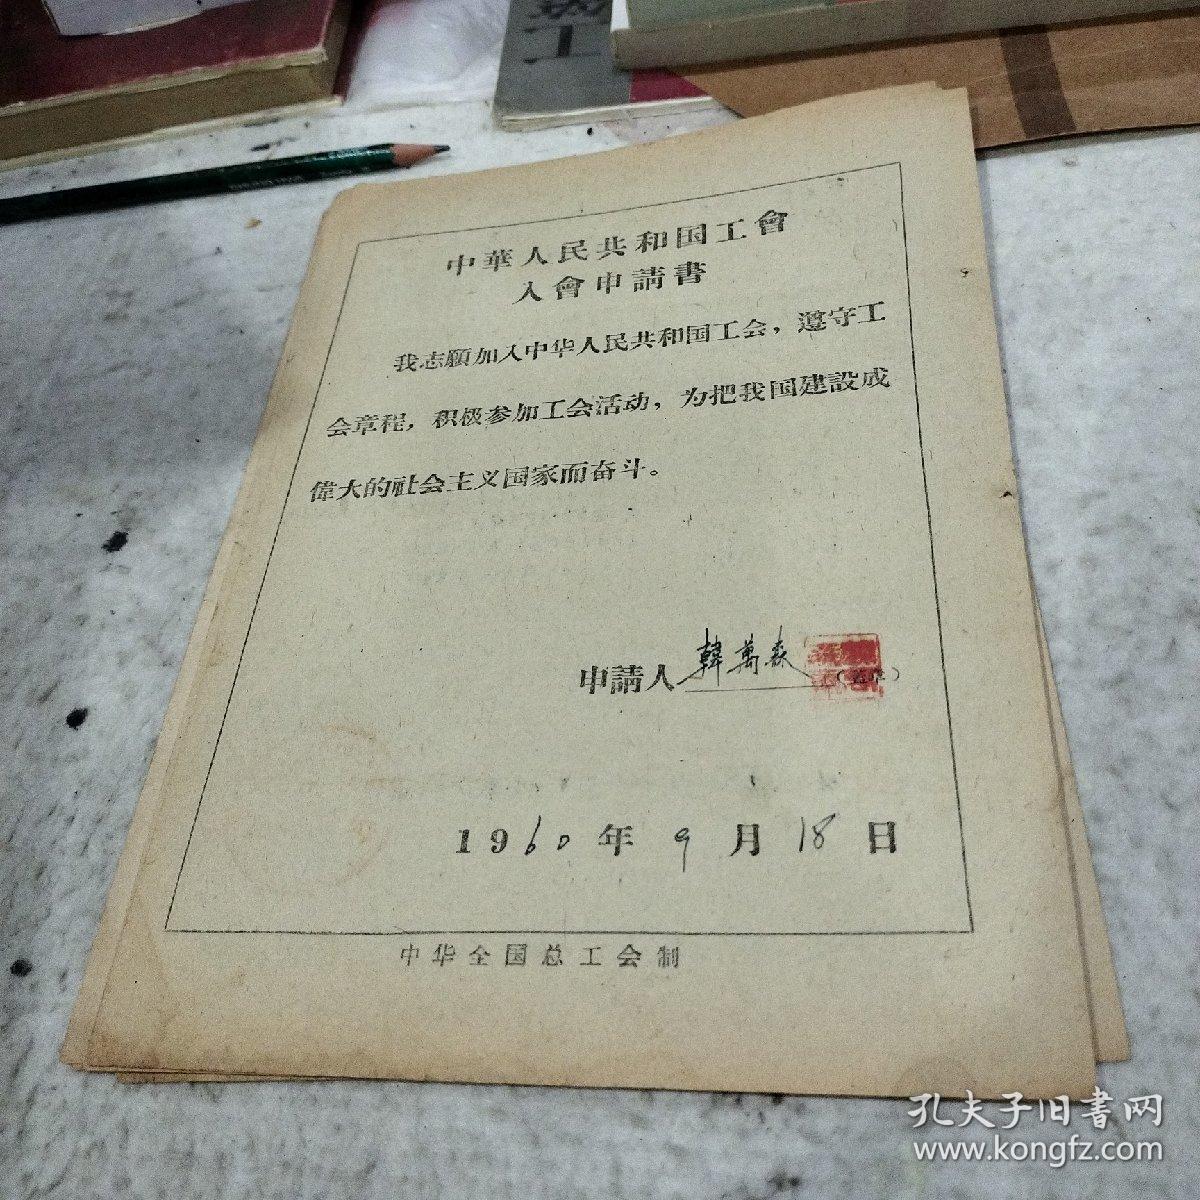 中華人民共和国工會
入會申請書
我志願加入中华人民共和国工会，遵守工
会章程，积极参加工会活动，为把我国建設成
偉大的社会主义国家而奋斗。
申請人 韓萬森
1960年9月18日
中华全国总工会制
孔夫子旧書网
www.kongfz.com